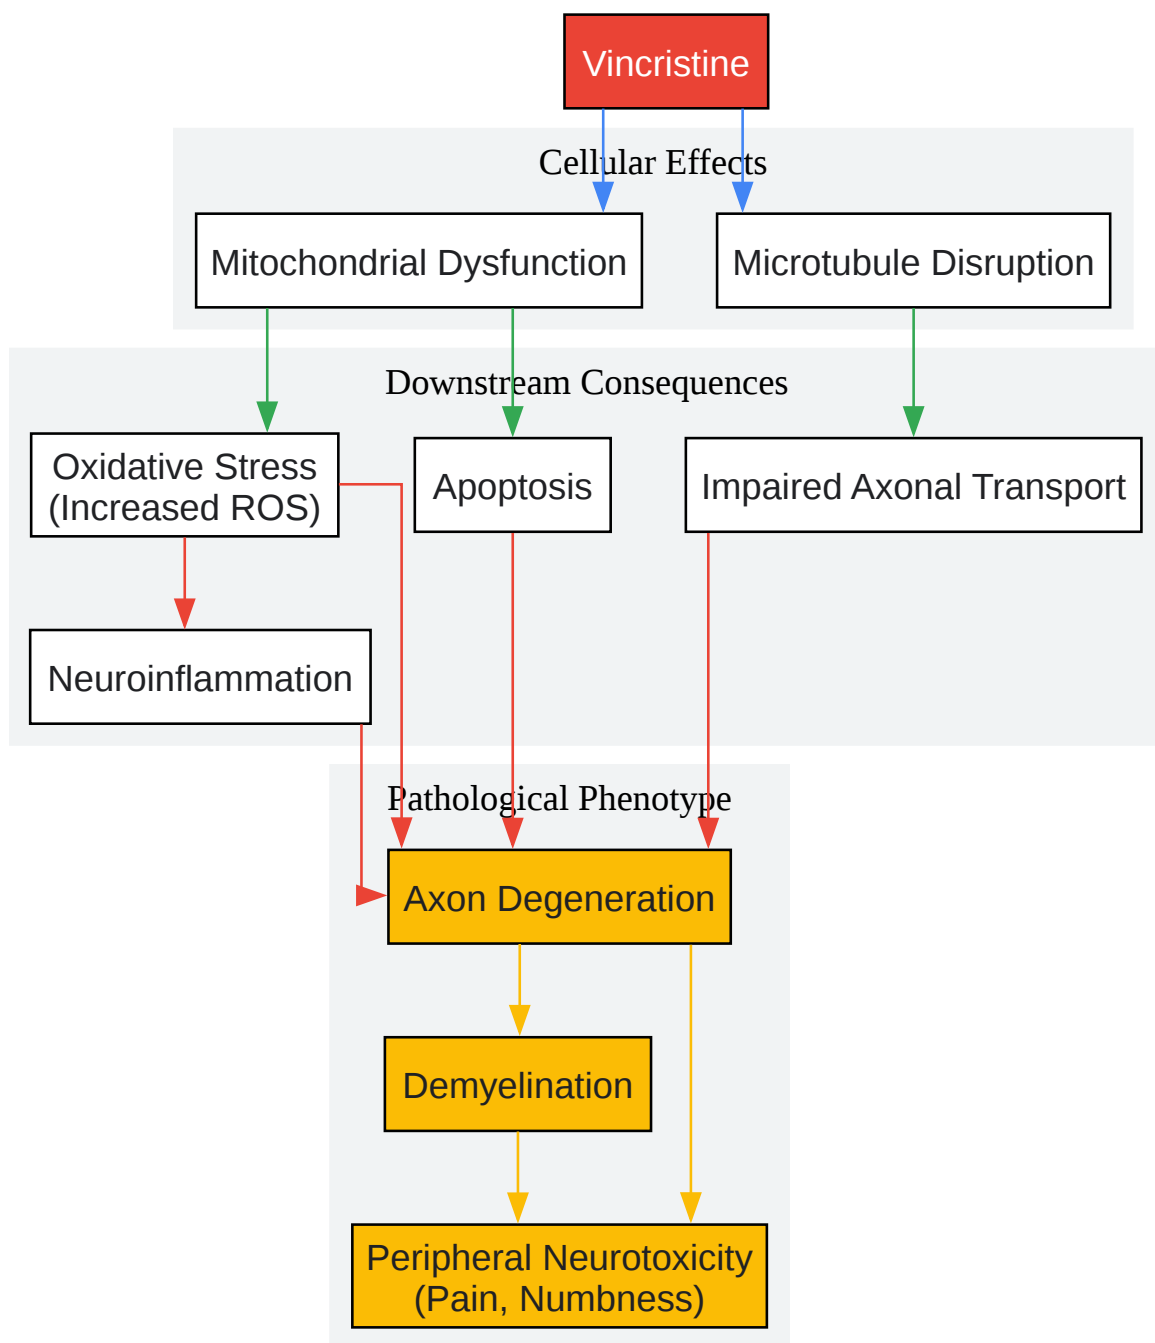 Vincristine
Cellular Effects
Mitochondrial Dysfunction
Microtubule Disruption
Downstream Consequences
Oxidative Stress
(Increased ROS)
Apoptosis
Impaired Axonal Transport
Neuroinflammation
Pathological Phenotype
Axon Degeneration
Demyelination
Peripheral Neurotoxicity
(Pain, Numbness)